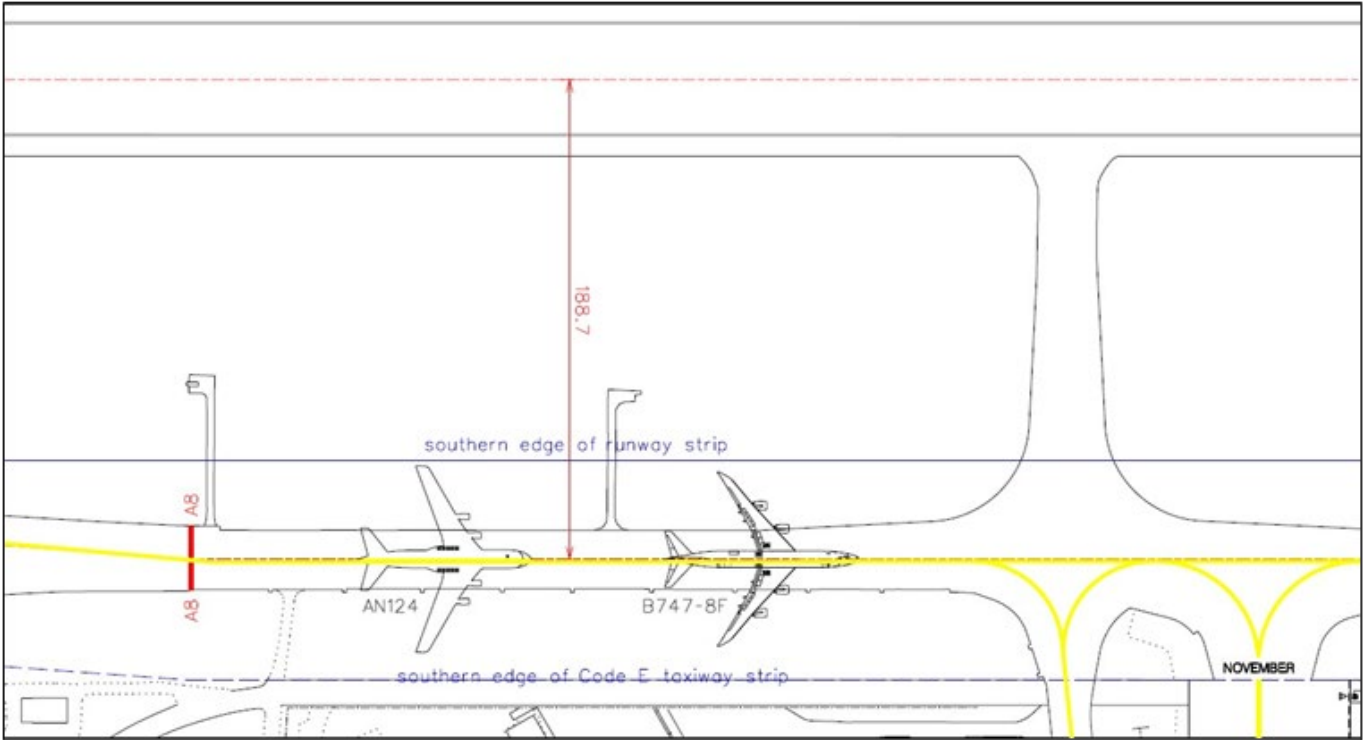 188.7
southern edge of runway strip
A8
A8
AN124
B747-8F
NOVEMBER
southern edge of Code E taxiway strip